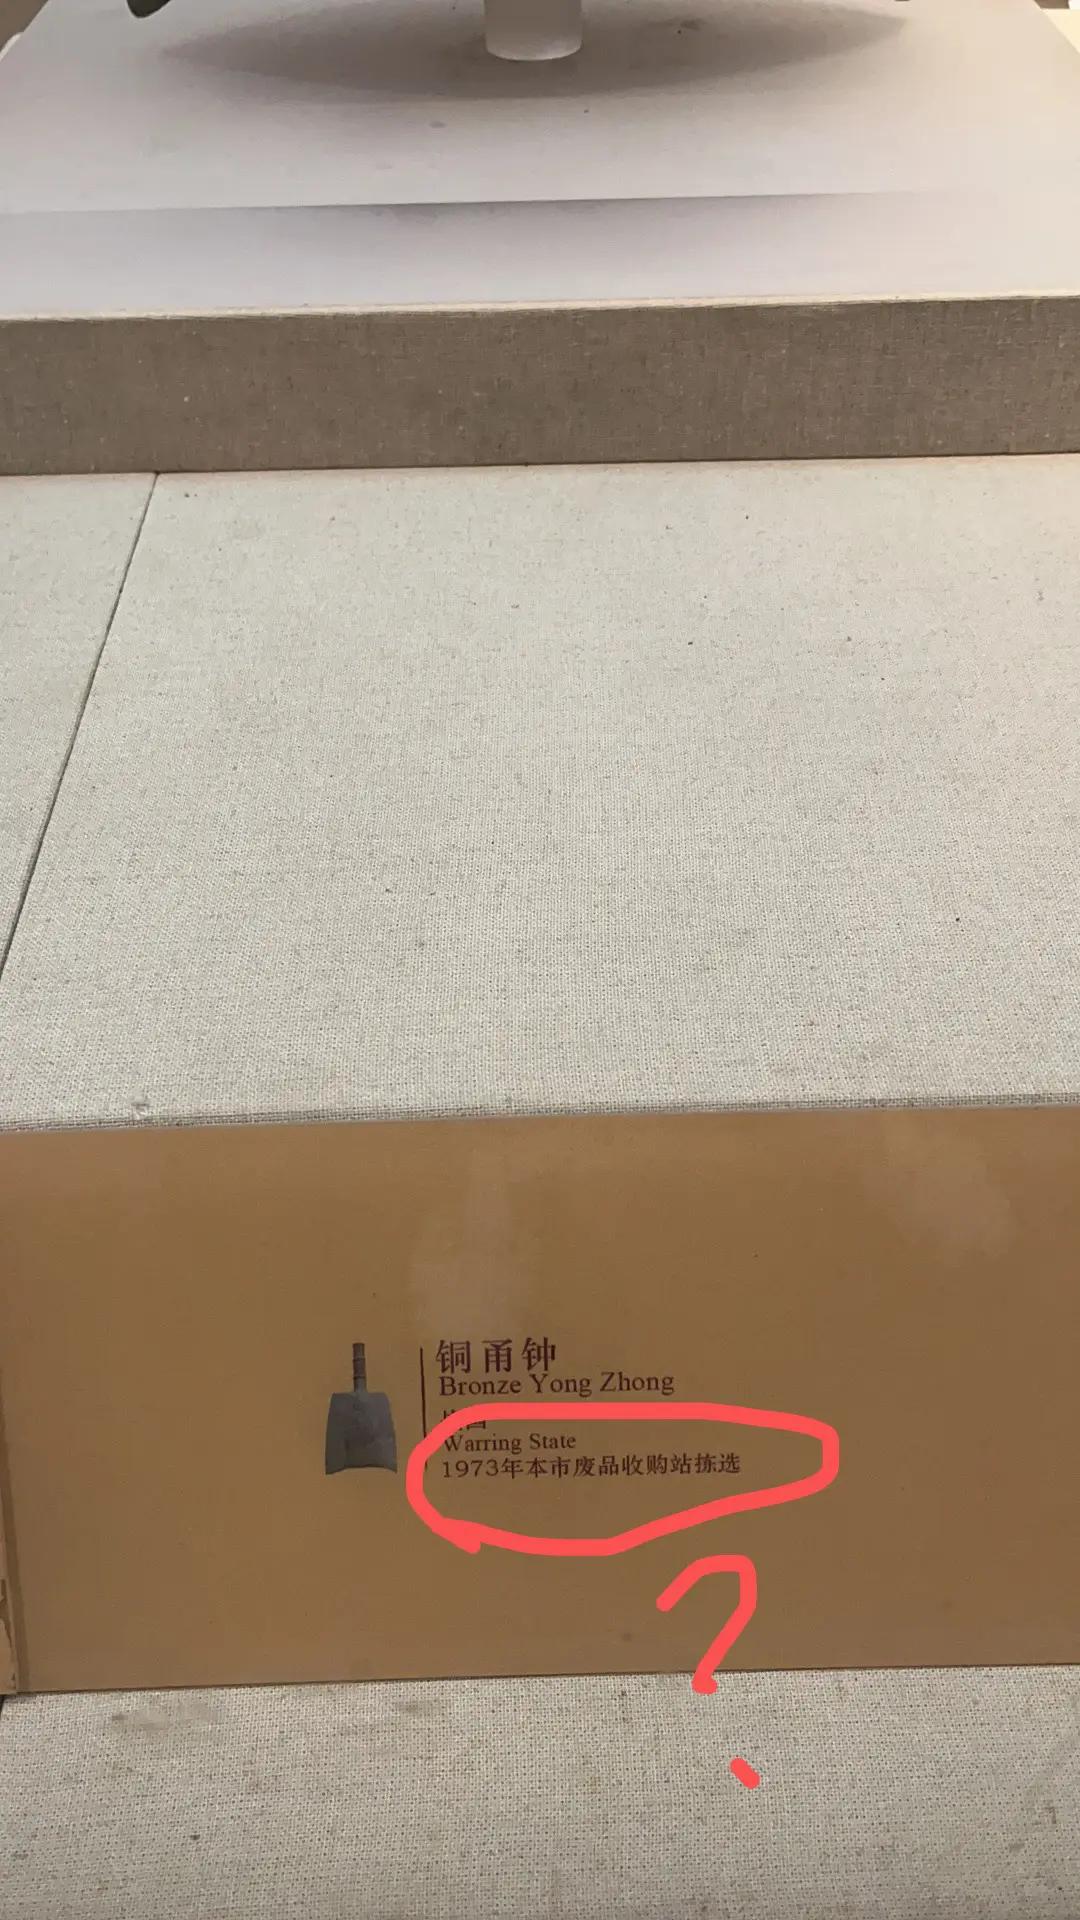 铜甬钟
Bronze Yong Zhong
Warring State
1973年本市废品收购站拣选
?